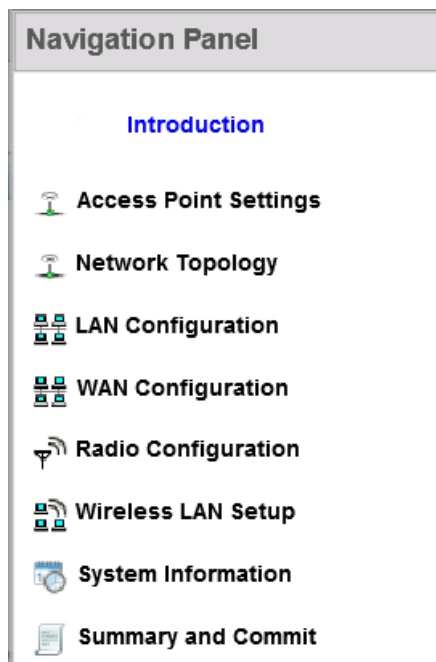 Navigation Panel
Introduction
Access Point Settings
Network Topology
LAN Configuration
WAN Configuration
Radio Configuration
Wireless LAN Setup
System Information
Summary and Commit